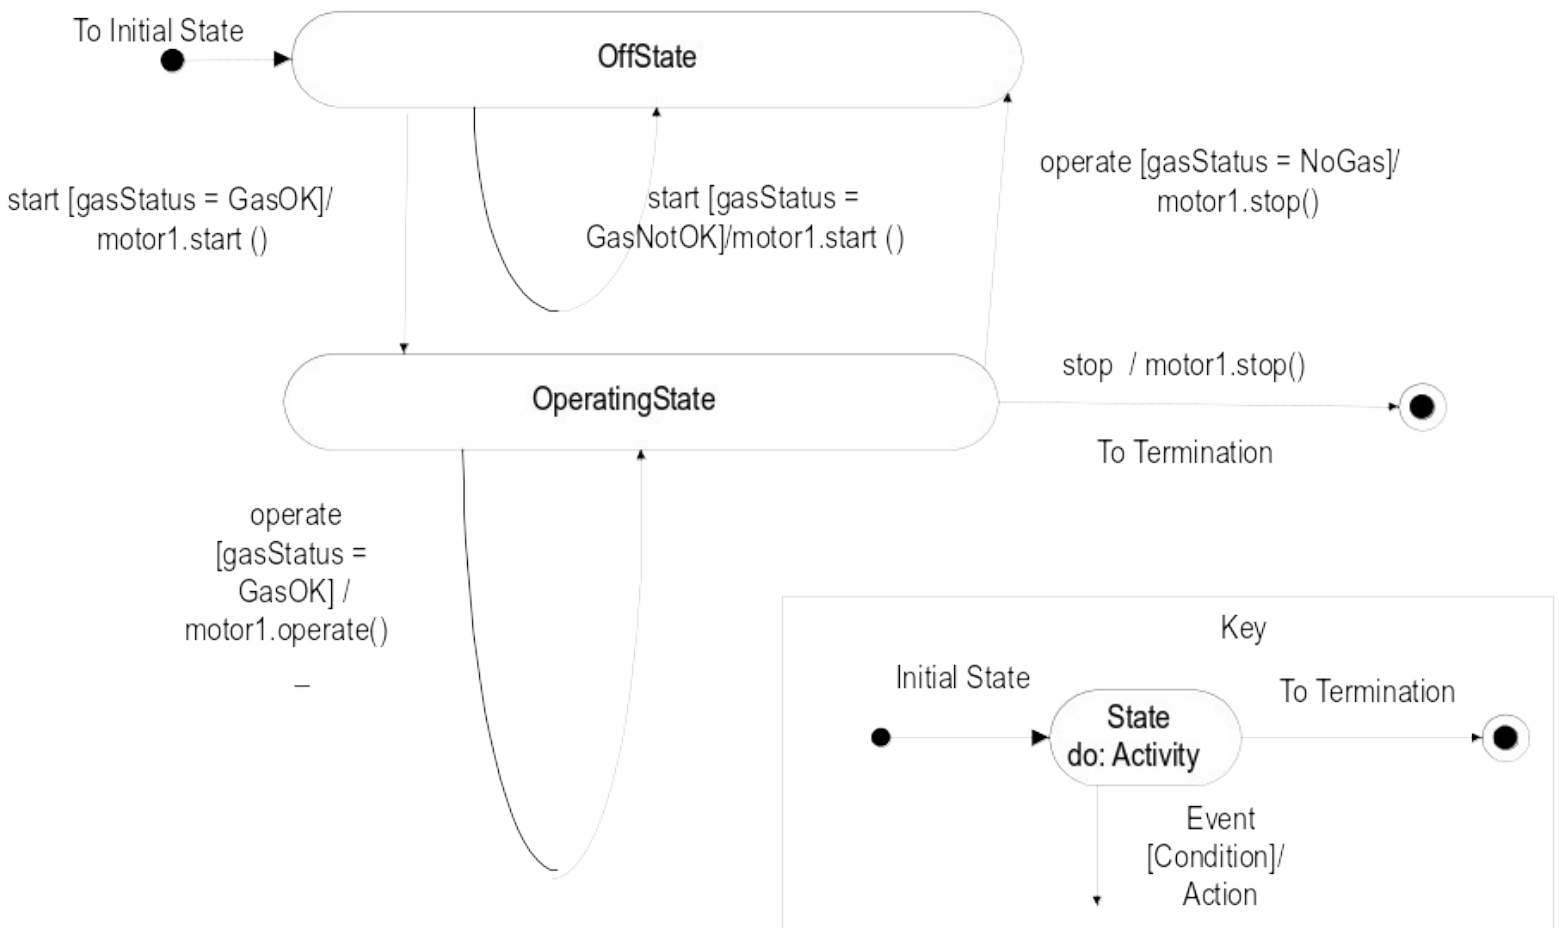 To Initial State
OffState
start [gasStatus = GasOK]/
motor1.start ()
start [gasStatus =
GasNotOK]/motor1.start ()
operate [gasStatus = NoGas]/
motor1.stop()
OperatingState
stop / motor1.stop()
To Termination
operate
[gasStatus =
GasOK] /
motor1.operate()
_
Key
Initial State
State
do: Activity
To Termination
Event
[Condition]/
Action